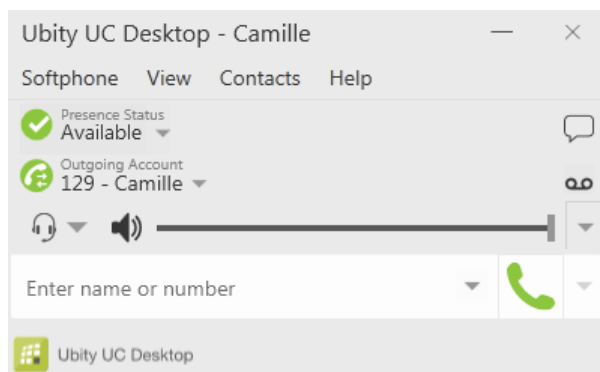 Ubity UC Desktop - Camille
Softphone View Contacts Help
Presence Status
Available
Outgoing Account
129 - Camille
Enter name or number
Ubity UC Desktop